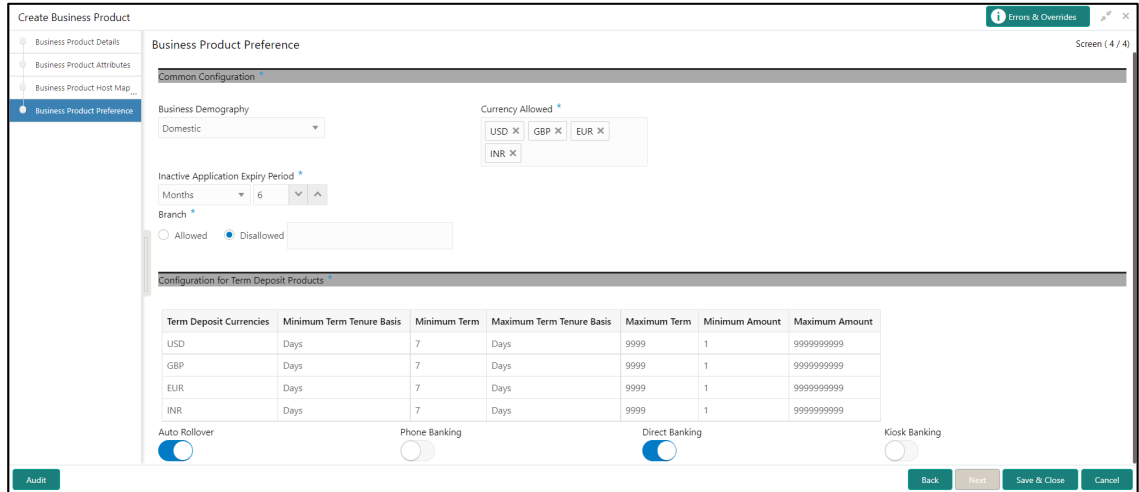 Create Business Product
Errors & Overrides
Business Product Details
Business Product Attributes
Business Product Host Map...
Business Product Preference
Business Product Preference
Screen ( 4 / 4)
Common Configuration *
Business Demography
Currency Allowed *
Domestic
USD × GBP × EUR ×
INR ×
Inactive Application Expiry Period *
Months 6
Branch *
Allowed Disallowed
Configuration for Term Deposit Products *
Term Deposit Currencies Minimum Term Tenure Basis Minimum Term Maximum Term Tenure Basis Maximum Term Minimum Amount Maximum Amount
USD Days 7 Days 9999 1 9999999999
GBP Days 7 Days 9999 1 9999999999
EUR Days 7 Days 9999 1 9999999999
INR Days 7 Days 9999 1 9999999999
Auto Rollover Phone Banking Direct Banking Kiosk Banking
Audit Back Next Save & Close Cancel